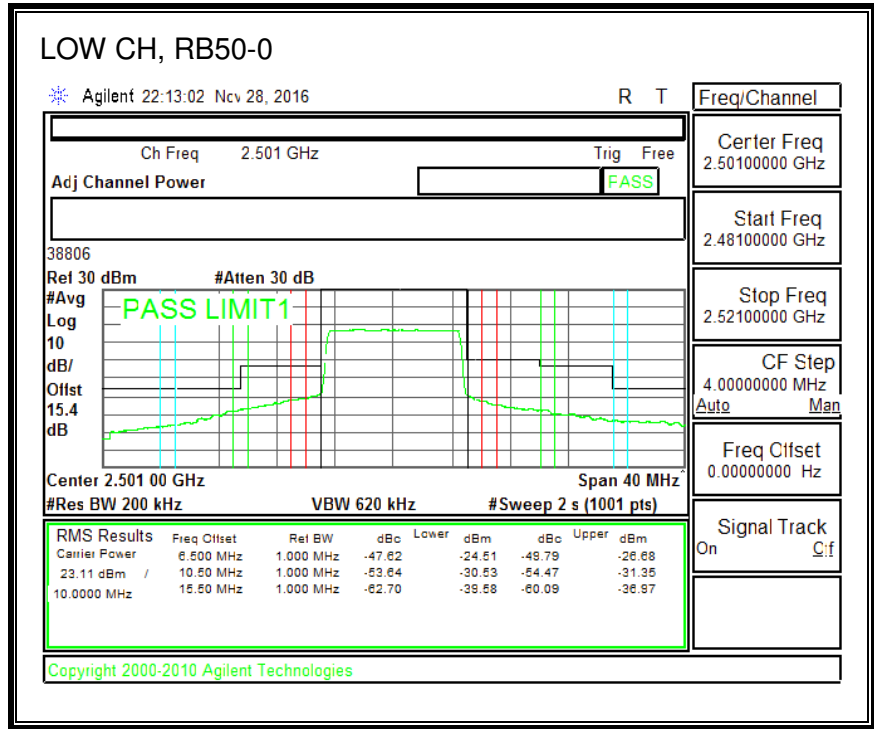 LOW CH, RB50-0
Agilent 22:13:02 Nov 28, 2016 R T
Ch Freq 2.501 GHz Trig Free
Adj Channel Power PASS
38806
Ref 30 dBm #Atten 30 dB
#Avg
Log
10
dB/
Offst
15.4
dB
PASS LIMIT1
Center 2.501 00 GHz Span 40 MHz
#Res BW 200 kHz VBW 620 kHz #Sweep 2 s (1001 pts)
RMS Results Freq Offset Ref BW dBc Lower dBm dBc Upper dBm
Carrier Power 6.500 MHz 1.000 MHz -47.62 -24.51 -49.79 -26.68
23.11 dBm / 10.50 MHz 1.000 MHz -53.64 -30.53 -54.47 -31.35
10.0000 MHz 15.50 MHz 1.000 MHz -62.70 -39.58 -60.09 -36.97
Copyright 2000-2010 Agilent Technologies
Freq/Channel
Center Freq
2.50100000 GHz
Start Freq
2.48100000 GHz
Stop Freq
2.52100000 GHz
CF Step
4.00000000 MHz
Auto Man
Freq Offset
0.00000000 Hz
Signal Track
On Off